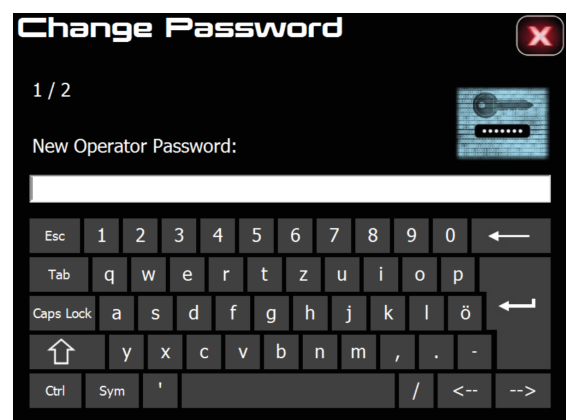 Change Password
X
1 / 2
New Operator Password:
Esc 1 2 3 4 5 6 7 8 9 0 ←
Tab q w e r t z u i o p
Caps Lock a s d f g h j k l ö ↵
⇧ y x c v b n m , . -
Ctrl Sym ' / <-- -->